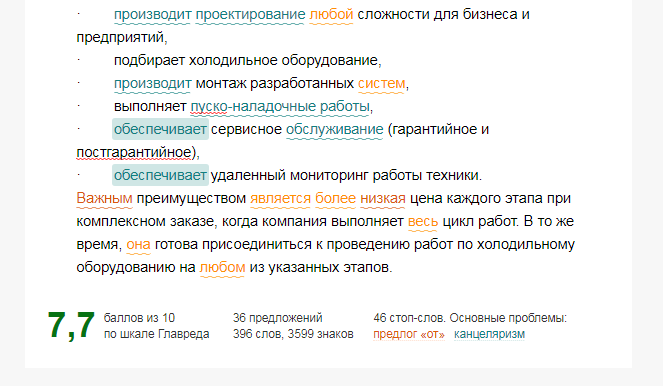 · производит проектирование любой сложности для бизнеса и
предприятий,
· подбирает холодильное оборудование,
· производит монтаж разработанных систем,
· выполняет пуско-наладочные работы,
· обеспечивает сервисное обслуживание (гарантийное и
постгарантийное),
· обеспечивает удаленный мониторинг работы техники.
Важным преимуществом является более низкая цена каждого этапа при
комплексном заказе, когда компания выполняет весь цикл работ. В то же
время, она готова присоединиться к проведению работ по холодильному
оборудованию на любом из указанных этапов.
7,7
баллов из 10
по шкале Главреда
36 предложений
396 слов, 3599 знаков
46 стоп-слов. Основные проблемы:
предлог «от» канцеляризм